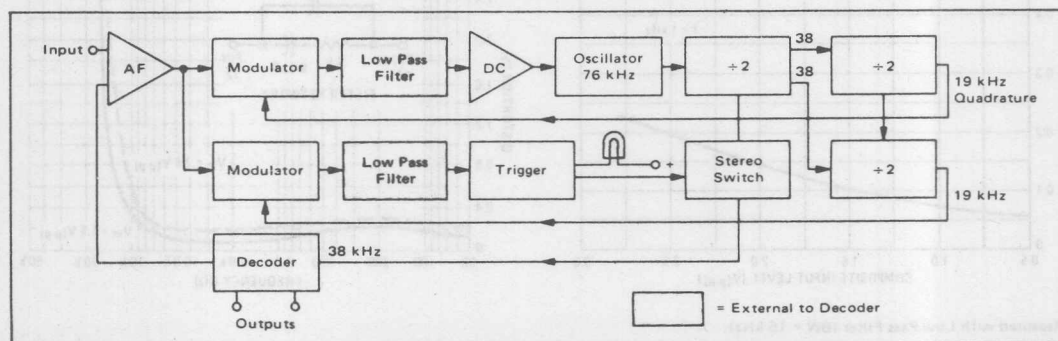 Input
AF
Modulator
Low Pass
Filter
DC
Oscillator
76 kHz
÷2
38
38
÷2
19 kHz
Quadrature
Modulator
Low Pass
Filter
Trigger
+
Stereo
Switch
÷2
19 kHz
38 kHz
Decoder
Outputs
= External to Decoder